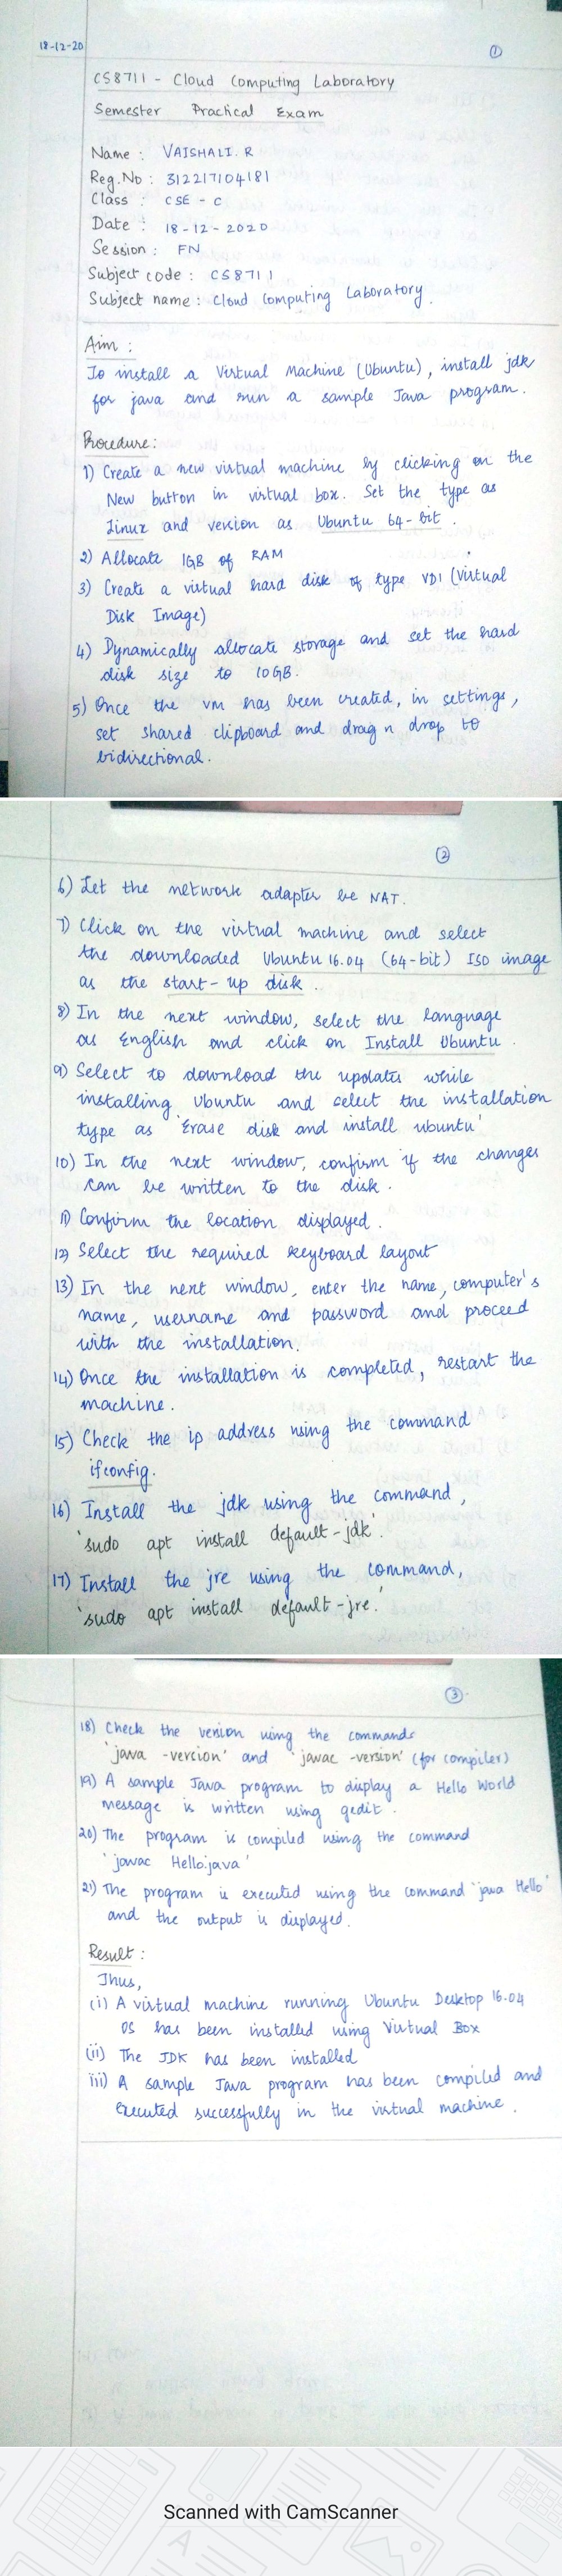 18-12-20
1
CS8711 - Cloud Computing Laboratory
Semester Practical Exam
Name : VAISHALI. R
Reg.No : 312217104181
Class : CSE - C
Date : 18 - 12 - 2020
Session : FN
Subject code : CS8711
Subject name : Cloud Computing Laboratory.
Aim :
To install a Virtual Machine (Ubuntu), install jdk
for java and run a sample Java program.
Procedure :
1) Create a new virtual machine by clicking on the
New button in virtual box. Set the type as
Linux and version as Ubuntu 64-bit.
2) Allocate 1GB of RAM
3) Create a virtual hard disk of type VDI (Virtual
Disk Image)
4) Dynamically allocate storage and set the hard
disk size to 10GB.
5) Once the VM has been created, in settings,
set shared clipboard and drag n drop to
bidirectional.
2
6) Let the network adapter be NAT.
7) Click on the virtual machine and select
the downloaded Ubuntu 16.04 (64-bit) ISO image
as the start-up disk.
8) In the next window, select the language
as English and click on Install Ubuntu.
9) Select to download the updates while
installing Ubuntu and select the installation
type as 'Erase disk and install ubuntu'
10) In the next window, confirm if the changes
can be written to the disk.
11) Confirm the location displayed.
12) Select the required keyboard layout
13) In the next window, enter the name, computer's
name, username and password and proceed
with the installation.
14) Once the installation is completed, restart the
machine.
15) Check the ip address using the command
ifconfig.
16) Install the jdk using the command,
'sudo apt install default-jdk'.
17) Install the jre using the command,
'sudo apt install default-jre.'
3
18) Check the version using the commands
'java -version' and 'javac -version' (for compiler)
19) A sample Java program to display a Hello World
message is written using gedit.
20) The program is compiled using the command
'javac Hello.java'
21) The program is executed using the command 'java Hello'
and the output is displayed.
Result :
Thus,
(i) A virtual machine running Ubuntu Desktop 16.04
OS has been installed using Virtual Box
(ii) The JDK has been installed
iii) A sample Java program has been compiled and
executed successfully in the virtual machine.
Scanned with CamScanner